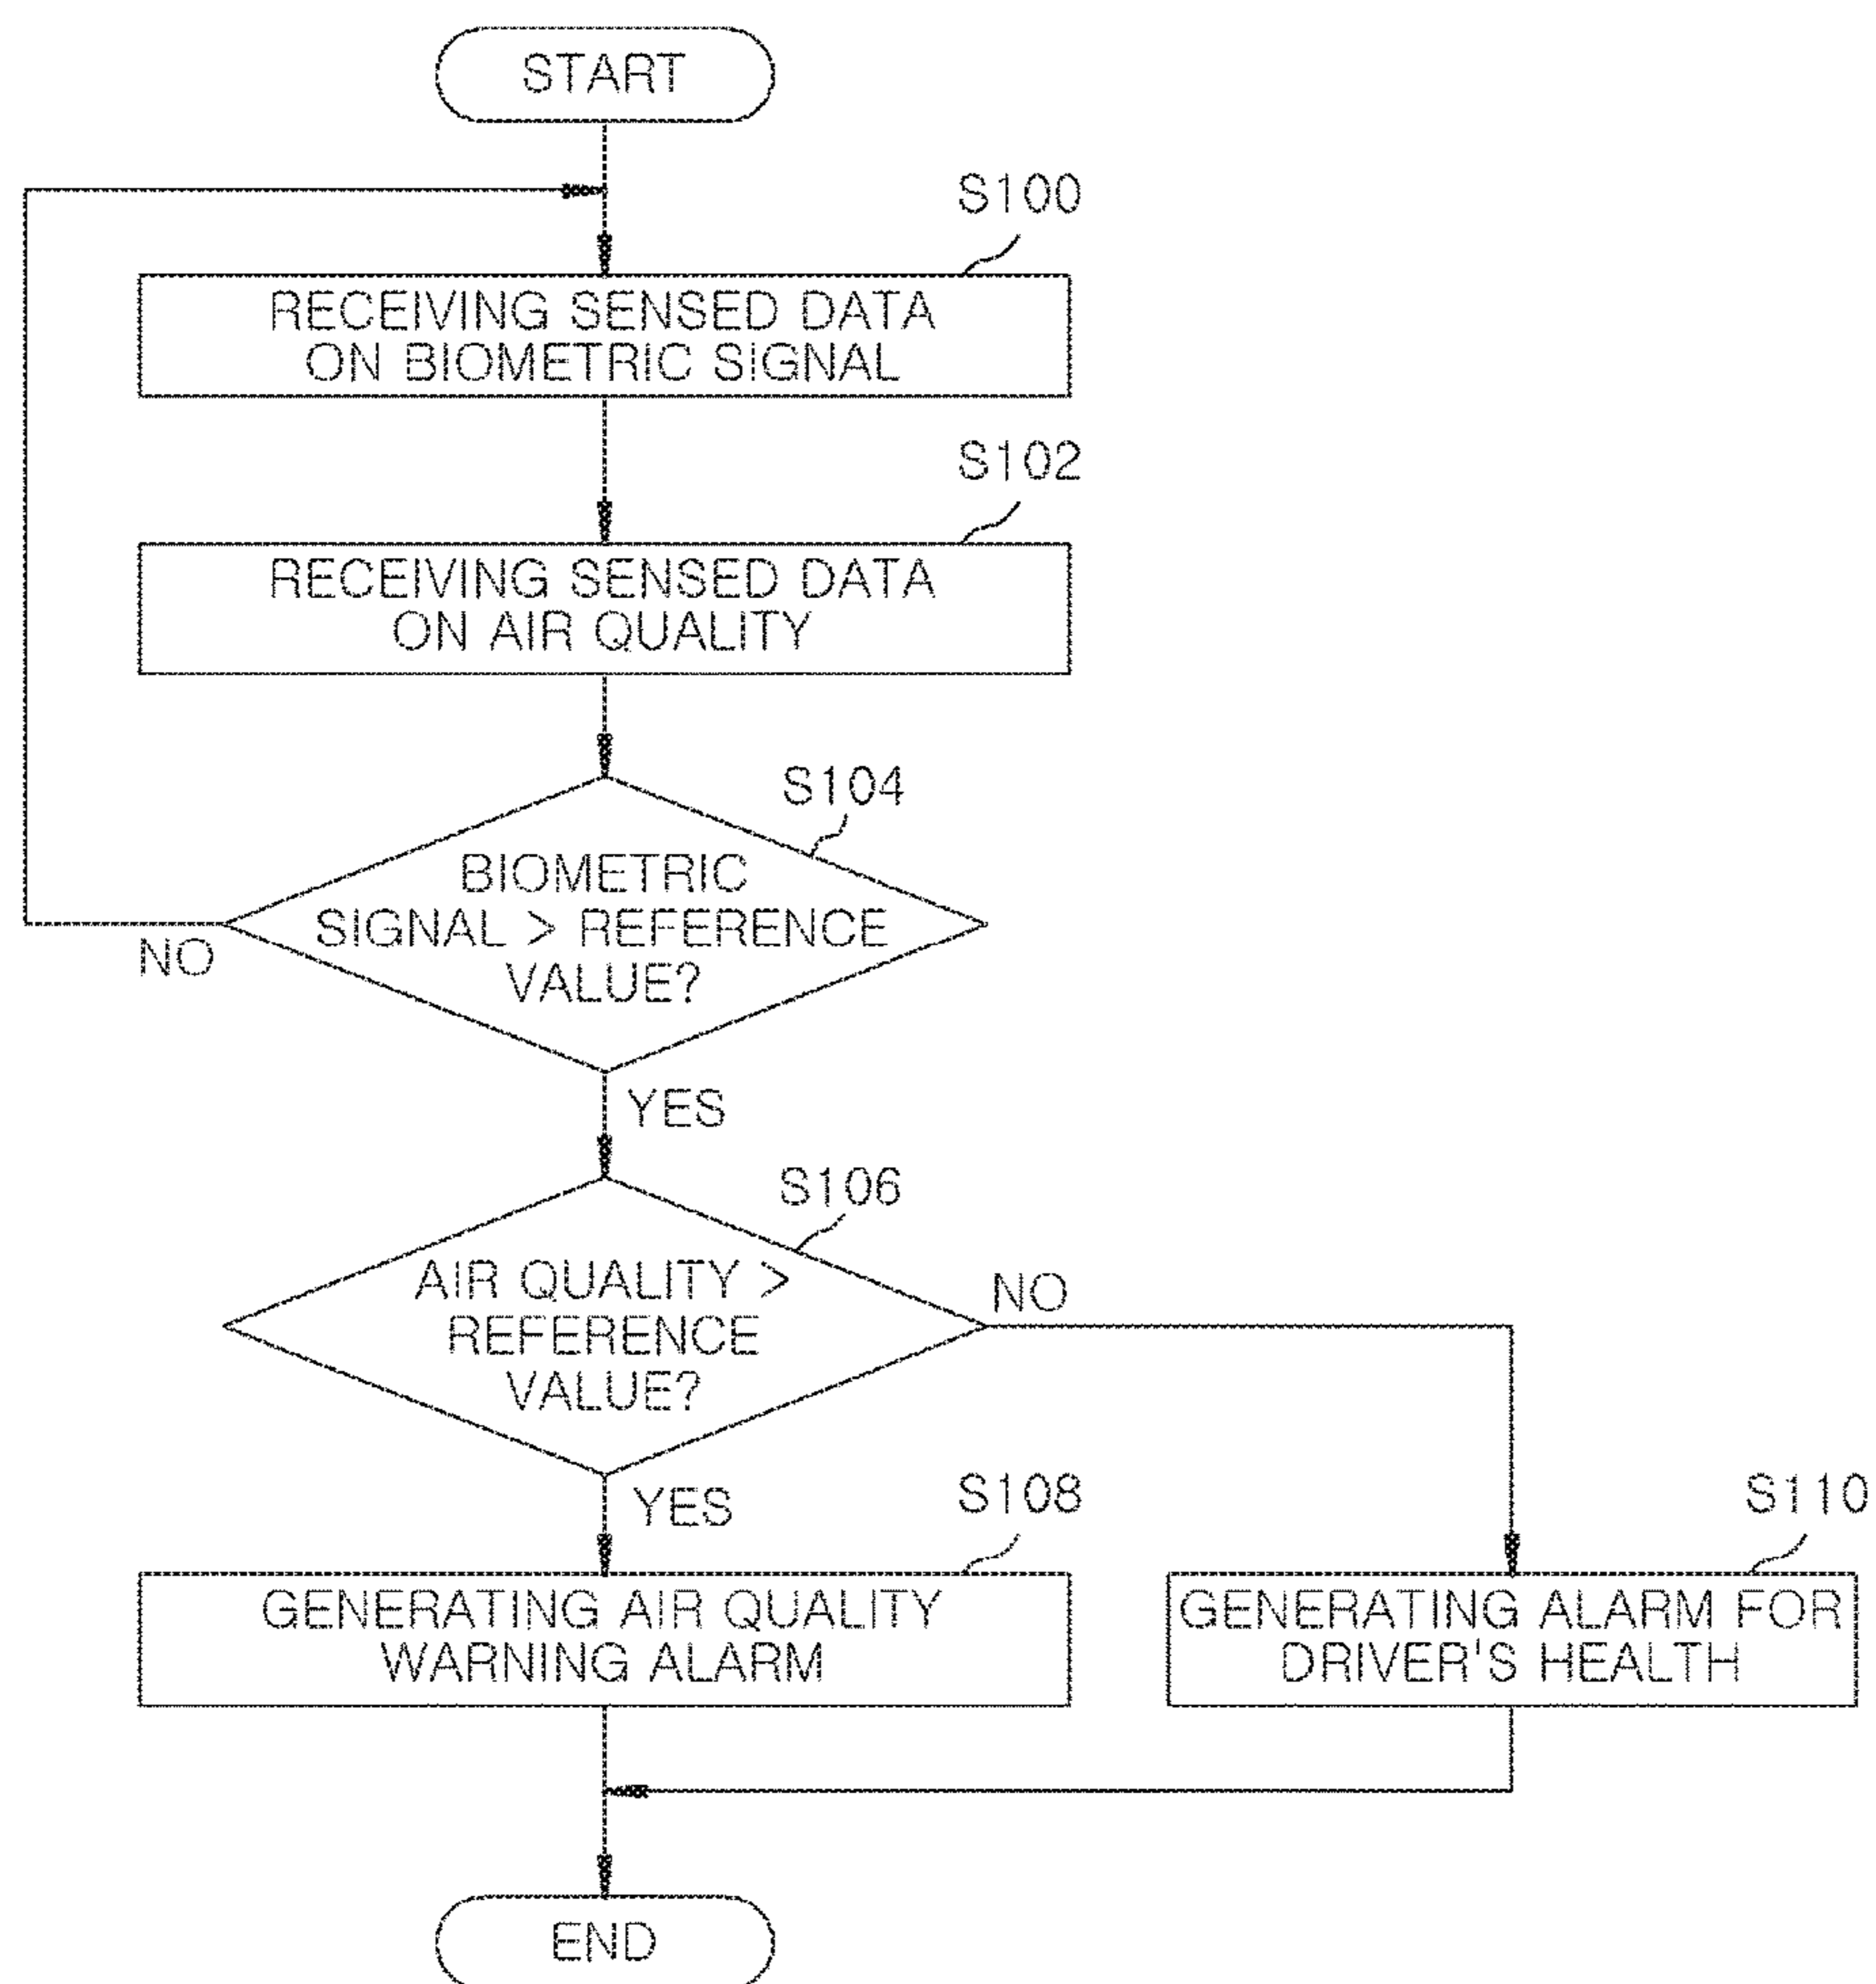 START
S100
RECEIVING SENSED DATA
ON BIOMETRIC SIGNAL
S102
RECEIVING SENSED DATA
ON AIR QUALITY
S104
BIOMETRIC
SIGNAL > REFERENCE
VALUE?
NO
YES
S106
AIR QUALITY >
REFERENCE
VALUE?
NO
YES
S108
GENERATING AIR QUALITY
WARNING ALARM
S110
GENERATING ALARM FOR
DRIVER'S HEALTH
END